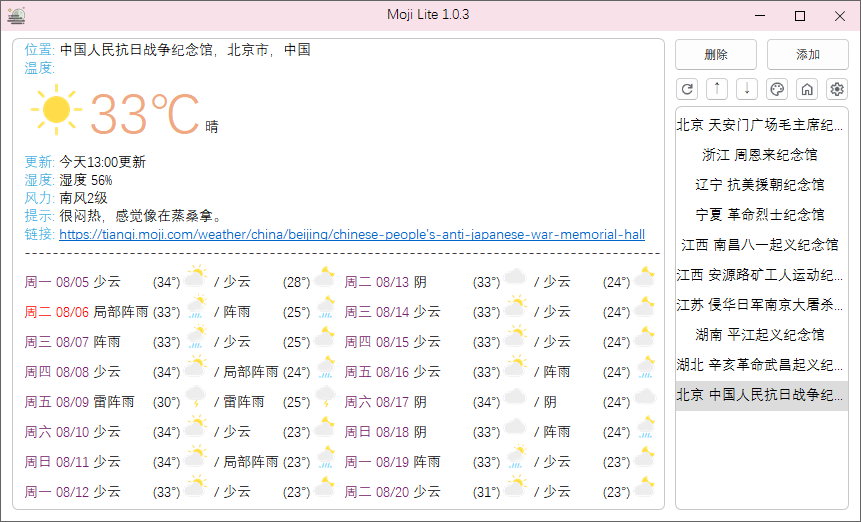 Moji Lite 1.0.3
位置: 中国人民抗日战争纪念馆，北京市，中国
温度:
33℃ 晴
更新: 今天13:00更新
湿度: 湿度 56%
风力: 南风2级
提示: 很闷热，感觉像在蒸桑拿。
链接: https://tianqi.moji.com/weather/china/beijing/chinese-people's-anti-japanese-war-memorial-hall
周一 08/05 少云 (34°) / 少云 (28°) 周二 08/13 阴 (33°) / 少云 (24°)
周二 08/06 局部阵雨 (33°) / 阵雨 (25°) 周三 08/14 少云 (33°) / 少云 (24°)
周三 08/07 阵雨 (33°) / 少云 (25°) 周四 08/15 少云 (33°) / 少云 (24°)
周四 08/08 少云 (34°) / 局部阵雨 (24°) 周五 08/16 少云 (33°) / 阵雨 (24°)
周五 08/09 雷阵雨 (30°) / 雷阵雨 (25°) 周六 08/17 阴 (34°) / 阴 (24°)
周六 08/10 少云 (34°) / 少云 (23°) 周日 08/18 阴 (33°) / 阵雨 (24°)
周日 08/11 少云 (34°) / 局部阵雨 (23°) 周一 08/19 阵雨 (33°) / 少云 (23°)
周一 08/12 少云 (33°) / 少云 (23°) 周二 08/20 少云 (31°) / 少云 (23°)
删除 添加
北京 天安门广场毛主席纪...
浙江 周恩来纪念馆
辽宁 抗美援朝纪念馆
宁夏 革命烈士纪念馆
江西 南昌八一起义纪念馆
江西 安源路矿工人运动纪...
江苏 侵华日军南京大屠杀...
湖南 平江起义纪念馆
湖北 辛亥革命武昌起义纪...
北京 中国人民抗日战争纪...